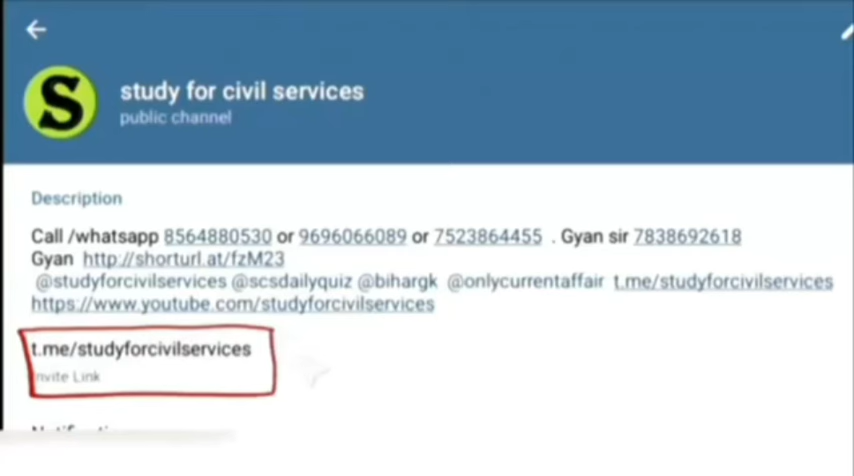 S
study for civil services
public channel
Description
Call /whatsapp 8564880530 or 9696066089 or 7523864455 . Gyan sir 7838692618
Gyan http://shorturl.at/fzM23
@studyforcivilservices @scsdailyquiz @bihargk @onlycurrentaffair t.me/studyforcivilservices
https://www.youtube.com/studyforcivilservices
t.me/studyforcivilservices
Invite Link